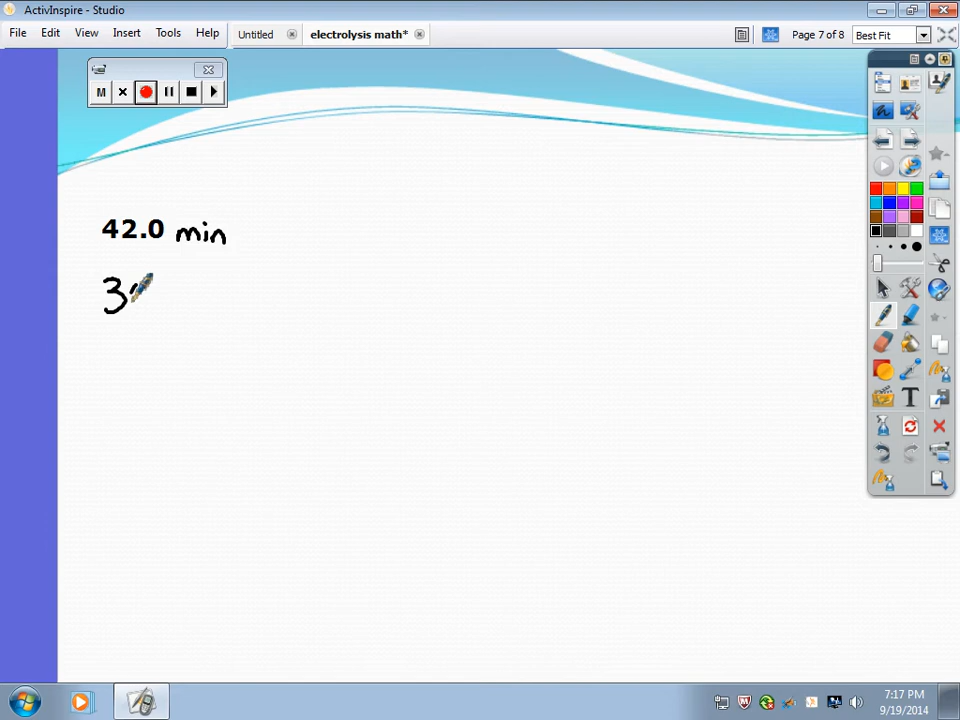 ActivInspire - Studio
File Edit View Insert Tools Help Untitled electrolysis math* Page 7 of 8 Best Fit
M
42.0 min
3
T
7:17 PM
9/19/2014